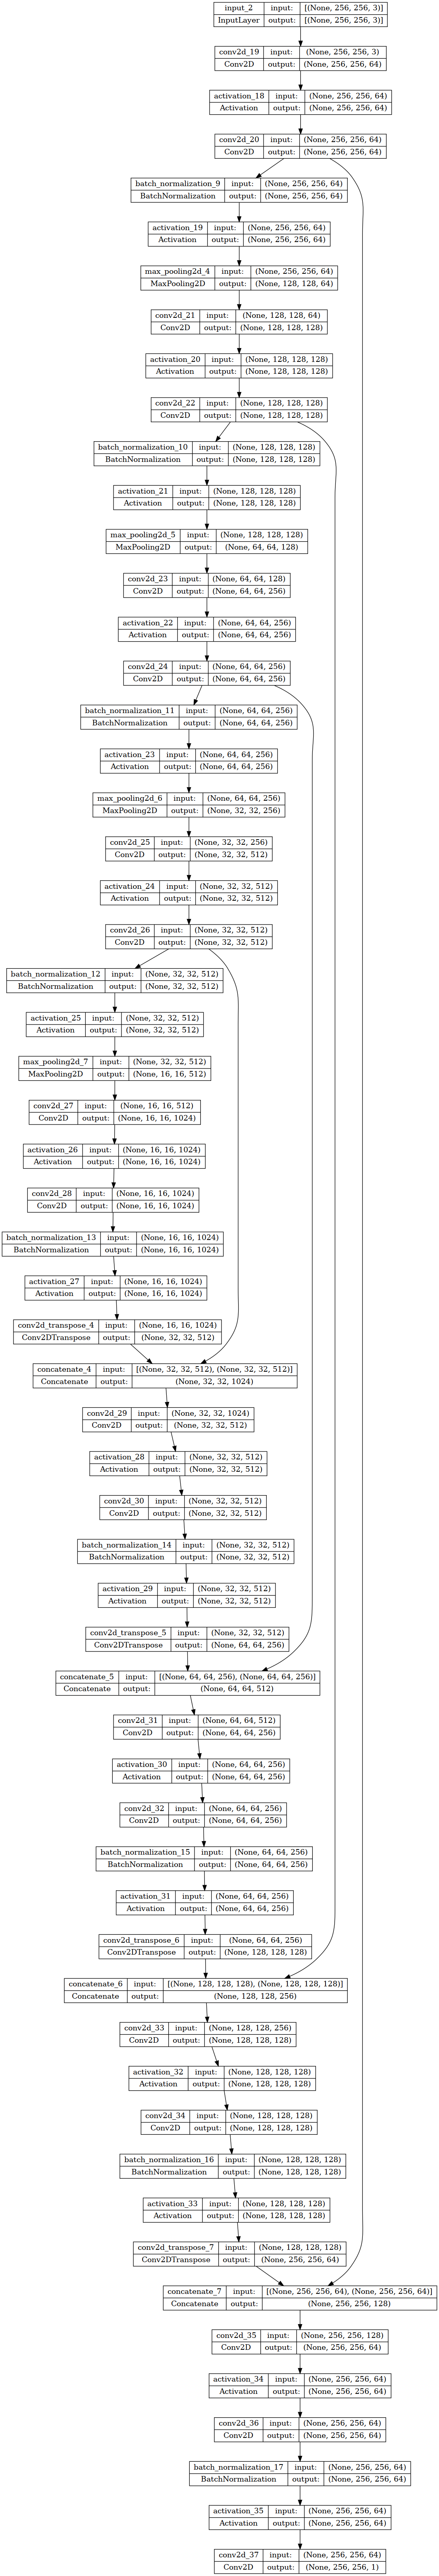 input_2 input: [(None, 256, 256, 3)]
InputLayer output: [(None, 256, 256, 3)]
conv2d_19 input: (None, 256, 256, 3)
Conv2D output: (None, 256, 256, 64)
activation_18 input: (None, 256, 256, 64)
Activation output: (None, 256, 256, 64)
conv2d_20 input: (None, 256, 256, 64)
Conv2D output: (None, 256, 256, 64)
batch_normalization_9 input: (None, 256, 256, 64)
BatchNormalization output: (None, 256, 256, 64)
activation_19 input: (None, 256, 256, 64)
Activation output: (None, 256, 256, 64)
max_pooling2d_4 input: (None, 256, 256, 64)
MaxPooling2D output: (None, 128, 128, 64)
conv2d_21 input: (None, 128, 128, 64)
Conv2D output: (None, 128, 128, 128)
activation_20 input: (None, 128, 128, 128)
Activation output: (None, 128, 128, 128)
conv2d_22 input: (None, 128, 128, 128)
Conv2D output: (None, 128, 128, 128)
batch_normalization_10 input: (None, 128, 128, 128)
BatchNormalization output: (None, 128, 128, 128)
activation_21 input: (None, 128, 128, 128)
Activation output: (None, 128, 128, 128)
max_pooling2d_5 input: (None, 128, 128, 128)
MaxPooling2D output: (None, 64, 64, 128)
conv2d_23 input: (None, 64, 64, 128)
Conv2D output: (None, 64, 64, 256)
activation_22 input: (None, 64, 64, 256)
Activation output: (None, 64, 64, 256)
conv2d_24 input: (None, 64, 64, 256)
Conv2D output: (None, 64, 64, 256)
batch_normalization_11 input: (None, 64, 64, 256)
BatchNormalization output: (None, 64, 64, 256)
activation_23 input: (None, 64, 64, 256)
Activation output: (None, 64, 64, 256)
max_pooling2d_6 input: (None, 64, 64, 256)
MaxPooling2D output: (None, 32, 32, 256)
conv2d_25 input: (None, 32, 32, 256)
Conv2D output: (None, 32, 32, 512)
activation_24 input: (None, 32, 32, 512)
Activation output: (None, 32, 32, 512)
conv2d_26 input: (None, 32, 32, 512)
Conv2D output: (None, 32, 32, 512)
batch_normalization_12 input: (None, 32, 32, 512)
BatchNormalization output: (None, 32, 32, 512)
activation_25 input: (None, 32, 32, 512)
Activation output: (None, 32, 32, 512)
max_pooling2d_7 input: (None, 32, 32, 512)
MaxPooling2D output: (None, 16, 16, 512)
conv2d_27 input: (None, 16, 16, 512)
Conv2D output: (None, 16, 16, 1024)
activation_26 input: (None, 16, 16, 1024)
Activation output: (None, 16, 16, 1024)
conv2d_28 input: (None, 16, 16, 1024)
Conv2D output: (None, 16, 16, 1024)
batch_normalization_13 input: (None, 16, 16, 1024)
BatchNormalization output: (None, 16, 16, 1024)
activation_27 input: (None, 16, 16, 1024)
Activation output: (None, 16, 16, 1024)
conv2d_transpose_4 input: (None, 16, 16, 1024)
Conv2DTranspose output: (None, 32, 32, 512)
concatenate_4 input: [(None, 32, 32, 512), (None, 32, 32, 512)]
Concatenate output: (None, 32, 32, 1024)
conv2d_29 input: (None, 32, 32, 1024)
Conv2D output: (None, 32, 32, 512)
activation_28 input: (None, 32, 32, 512)
Activation output: (None, 32, 32, 512)
conv2d_30 input: (None, 32, 32, 512)
Conv2D output: (None, 32, 32, 512)
batch_normalization_14 input: (None, 32, 32, 512)
BatchNormalization output: (None, 32, 32, 512)
activation_29 input: (None, 32, 32, 512)
Activation output: (None, 32, 32, 512)
conv2d_transpose_5 input: (None, 32, 32, 512)
Conv2DTranspose output: (None, 64, 64, 256)
concatenate_5 input: [(None, 64, 64, 256), (None, 64, 64, 256)]
Concatenate output: (None, 64, 64, 512)
conv2d_31 input: (None, 64, 64, 512)
Conv2D output: (None, 64, 64, 256)
activation_30 input: (None, 64, 64, 256)
Activation output: (None, 64, 64, 256)
conv2d_32 input: (None, 64, 64, 256)
Conv2D output: (None, 64, 64, 256)
batch_normalization_15 input: (None, 64, 64, 256)
BatchNormalization output: (None, 64, 64, 256)
activation_31 input: (None, 64, 64, 256)
Activation output: (None, 64, 64, 256)
conv2d_transpose_6 input: (None, 64, 64, 256)
Conv2DTranspose output: (None, 128, 128, 128)
concatenate_6 input: [(None, 128, 128, 128), (None, 128, 128, 128)]
Concatenate output: (None, 128, 128, 256)
conv2d_33 input: (None, 128, 128, 256)
Conv2D output: (None, 128, 128, 128)
activation_32 input: (None, 128, 128, 128)
Activation output: (None, 128, 128, 128)
conv2d_34 input: (None, 128, 128, 128)
Conv2D output: (None, 128, 128, 128)
batch_normalization_16 input: (None, 128, 128, 128)
BatchNormalization output: (None, 128, 128, 128)
activation_33 input: (None, 128, 128, 128)
Activation output: (None, 128, 128, 128)
conv2d_transpose_7 input: (None, 128, 128, 128)
Conv2DTranspose output: (None, 256, 256, 64)
concatenate_7 input: [(None, 256, 256, 64), (None, 256, 256, 64)]
Concatenate output: (None, 256, 256, 128)
conv2d_35 input: (None, 256, 256, 128)
Conv2D output: (None, 256, 256, 64)
activation_34 input: (None, 256, 256, 64)
Activation output: (None, 256, 256, 64)
conv2d_36 input: (None, 256, 256, 64)
Conv2D output: (None, 256, 256, 64)
batch_normalization_17 input: (None, 256, 256, 64)
BatchNormalization output: (None, 256, 256, 64)
activation_35 input: (None, 256, 256, 64)
Activation output: (None, 256, 256, 64)
conv2d_37 input: (None, 256, 256, 64)
Conv2D output: (None, 256, 256, 1)